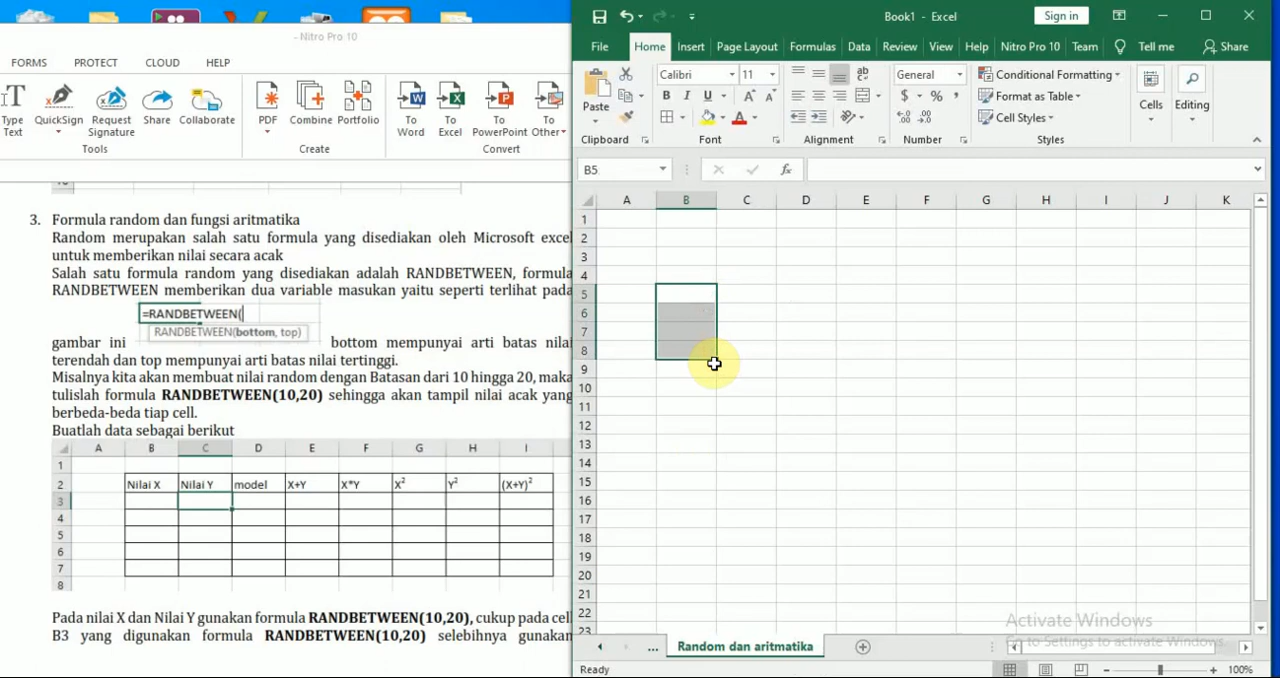 - Nitro Pro 10
FORMS PROTECT CLOUD HELP
Type Text
QuickSign
Request Signature
Share
Collaborate
Tools
PDF
Combine
Portfolio
Create
To Word
To Excel
To PowerPoint
To Other
Convert
3. Formula random dan fungsi aritmatika
Random merupakan salah satu formula yang disediakan oleh Microsoft excel
untuk memberikan nilai secara acak
Salah satu formula random yang disediakan adalah RANDBETWEEN, formula
RANDBETWEEN memberikan dua variable masukan yaitu seperti terlihat pada
=RANDBETWEEN(
RANDBETWEEN(bottom, top)
gambar ini bottom mempunyai arti batas nilai
terendah dan top mempunyai arti batas nilai tertinggi.
Misalnya kita akan membuat nilai random dengan Batasan dari 10 hingga 20, maka
tulislah formula RANDBETWEEN(10,20) sehingga akan tampil nilai acak yang
berbeda-beda tiap cell.
Buatlah data sebagai berikut
A B C D E F G H I
1
2 Nilai X Nilai Y model X+Y X*Y X² Y² (X+Y)²
3
4
5
6
7
8
Pada nilai X dan Nilai Y gunakan formula RANDBETWEEN(10,20), cukup pada cell
B3 yang digunakan formula RANDBETWEEN(10,20) selebihnya gunakan
Book1 - Excel
Sign in
File Home Insert Page Layout Formulas Data Review View Help Nitro Pro 10 Team Tell me Share
Paste
Clipboard
Calibri 11
B I U
Font
Alignment
General
$ % ,
Number
Conditional Formatting
Format as Table
Cell Styles
Styles
Cells
Editing
B5
fx
A B C D E F G H I J K
1
2
3
4
5
6
7
8
9
10
11
12
13
14
15
16
17
18
19
20
21
22
23
Activate Windows
Go to Settings to activate Windows.
... Random dan aritmatika
Ready
100%